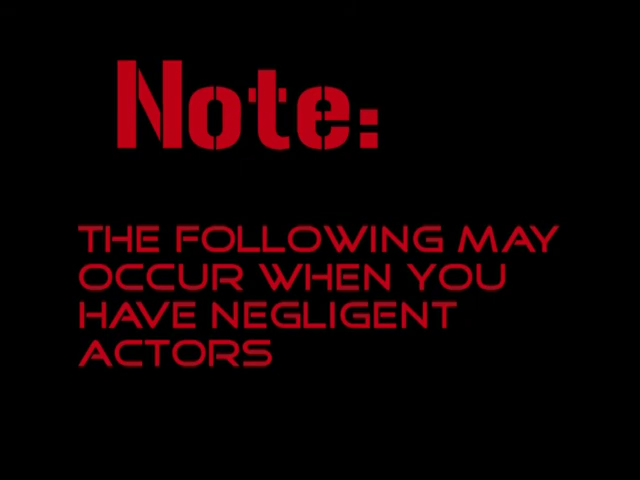 Note:
THE FOLLOWING MAY
OCCUR WHEN YOU
HAVE NEGLIGENT
ACTORS